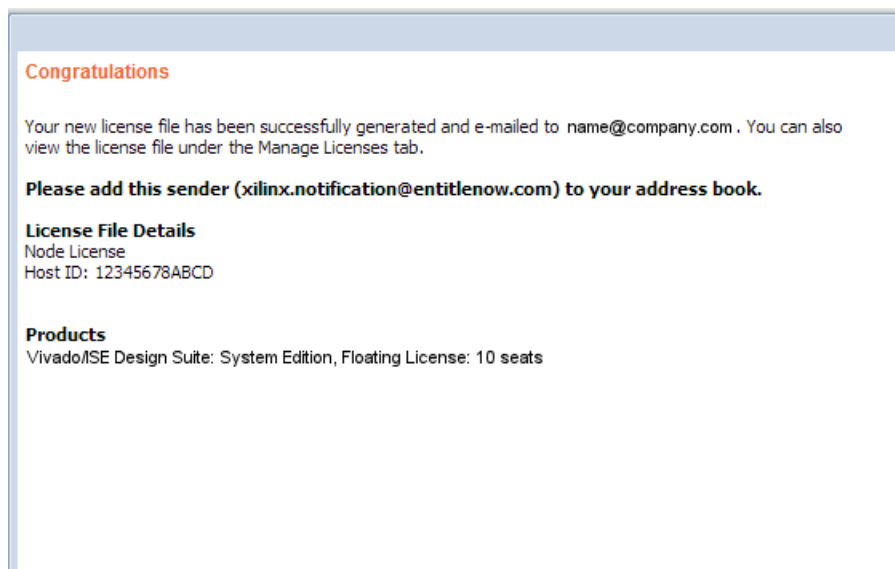 Congratulations
Your new license file has been successfully generated and e-mailed to name@company.com . You can also
view the license file under the Manage Licenses tab.
Please add this sender (xilinx.notification@entitlenow.com) to your address book.
License File Details
Node License
Host ID: 12345678ABCD
Products
Vivado/ISE Design Suite: System Edition, Floating License: 10 seats